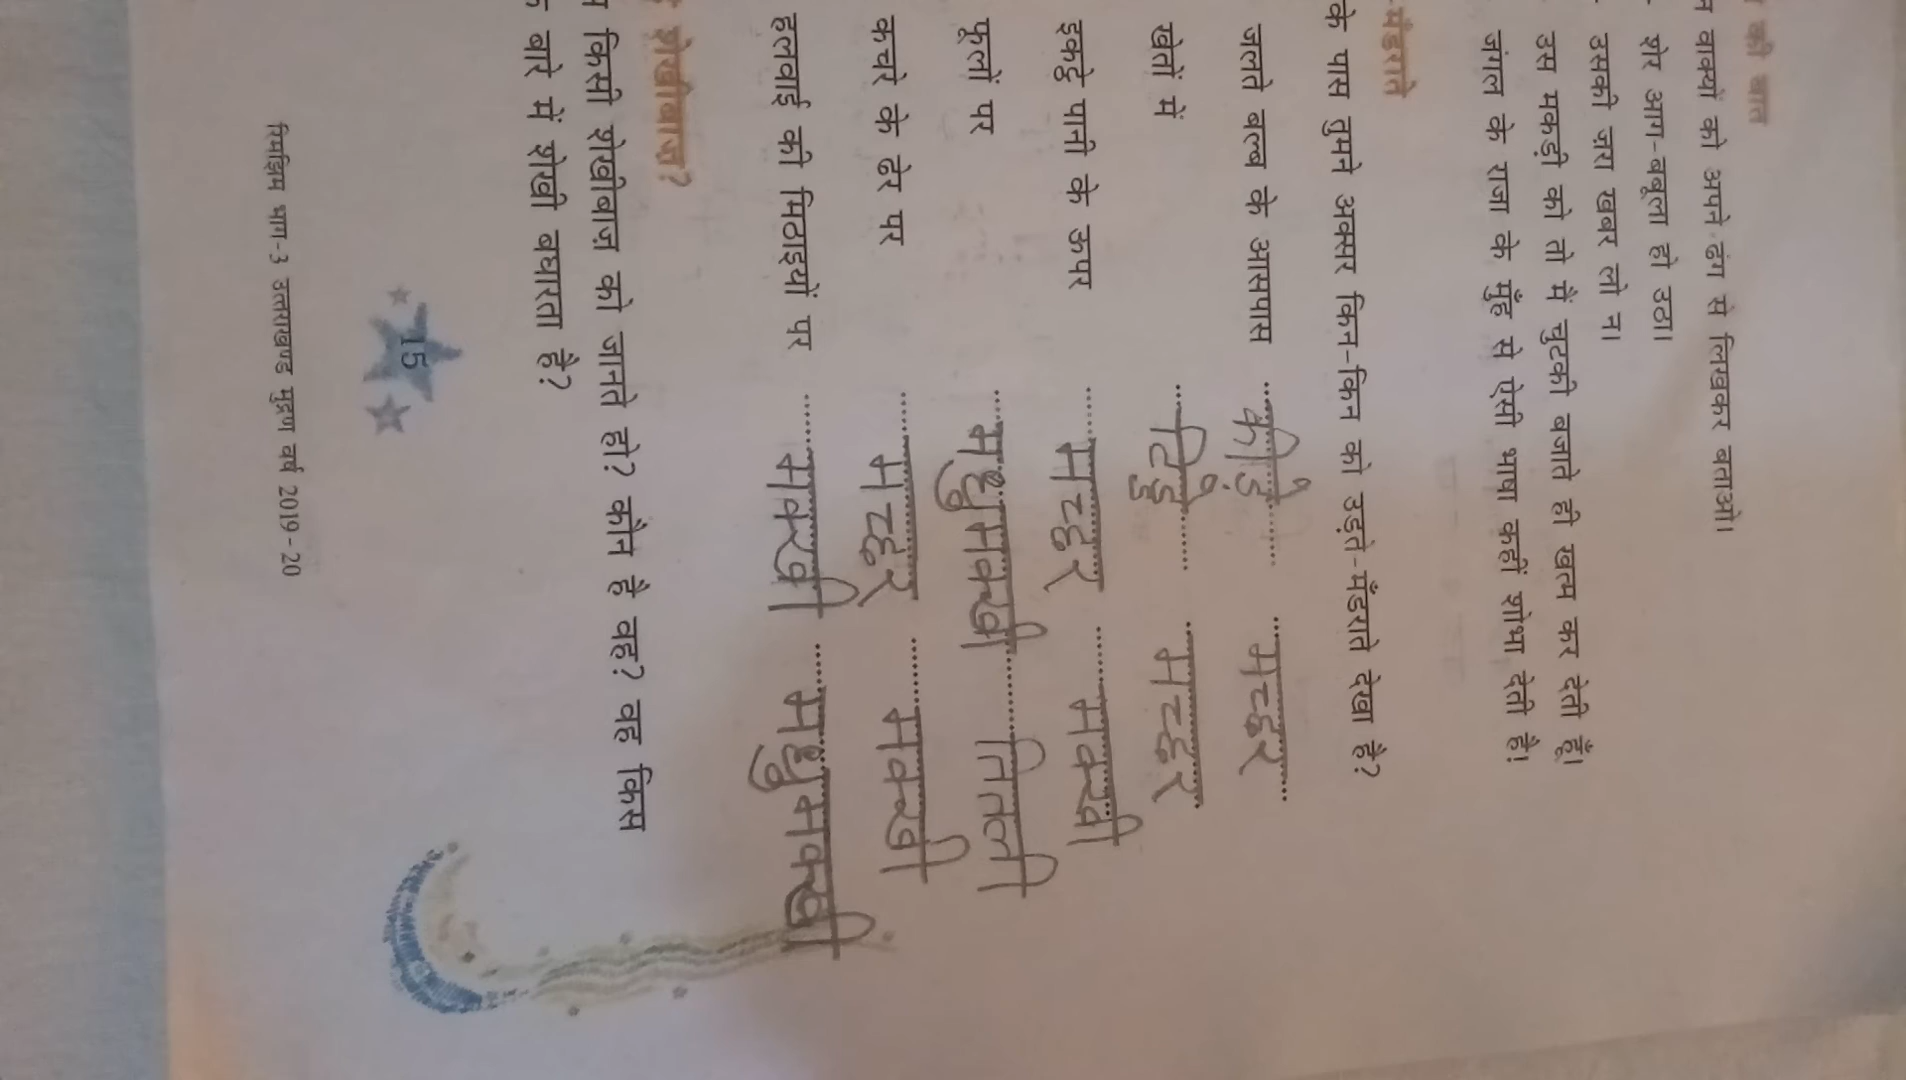 की बात
वाक्यों को अपने ढंग से लिखकर बताओ।
शेर आग-बबूला हो उठा।
उसकी ज़रा खबर लो न।
उस मकड़ी को तो मैं चुटकी बजाते ही खत्म कर देती हूँ।
जंगल के राजा के मुँह से ऐसी भाषा कहीं शोभा देती है!
-मंडराते
के पास तुमने अक्सर किन-किन को उड़ते-मँडराते देखा है?
जलते बल्ब के आसपास कीड़े मच्छर
खेतों में टिड्डे मच्छर
इकट्ठे पानी के ऊपर मच्छर मक्खी
फूलों पर मधुमक्खी तितली
कचरे के ढेर पर मच्छर मक्खी
हलवाई की मिठाइयों पर मक्खी मधुमक्खी
शेखीबाज़?
किसी शेखीबाज़ को जानते हो? कौन है वह? वह किस
बारे में शेखी बघारता है?
15
रिमझिम भाग-3 उत्तराखण्ड मुद्रण वर्ष 2019-20